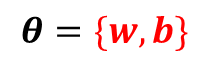 θ = {w, b}